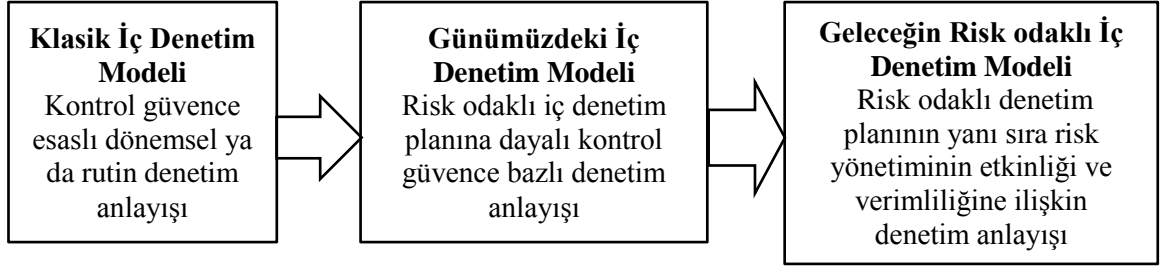 Klasik İç Denetim
Modeli
Kontrol güvence
esaslı dönemsel ya
da rutin denetim
anlayışı
Günümüzdeki İç
Denetim Modeli
Risk odaklı iç denetim
planına dayalı kontrol
güvence bazlı denetim
anlayışı
Geleceğin Risk odaklı İç
Denetim Modeli
Risk odaklı denetim
planının yanı sıra risk
yönetiminin etkinliği ve
verimliliğine ilişkin
denetim anlayışı